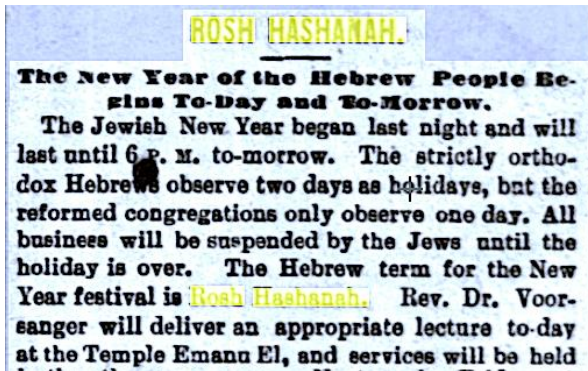 ROSH HASHANAH.
The New Year of the Hebrew People Be-
gins To-Day and To-Morrow.
The Jewish New Year began last night and will
last until 6 P. M. to-morrow. The strictly ortho-
dox Hebrews observe two days as holidays, but the
reformed congregations only observe one day. All
business will be suspended by the Jews until the
holiday is over. The Hebrew term for the New
Year festival is Rosh Hashanah. Rev. Dr. Voor-
sanger will deliver an appropriate lecture to-day
at the Temple Emanu El, and services will be held